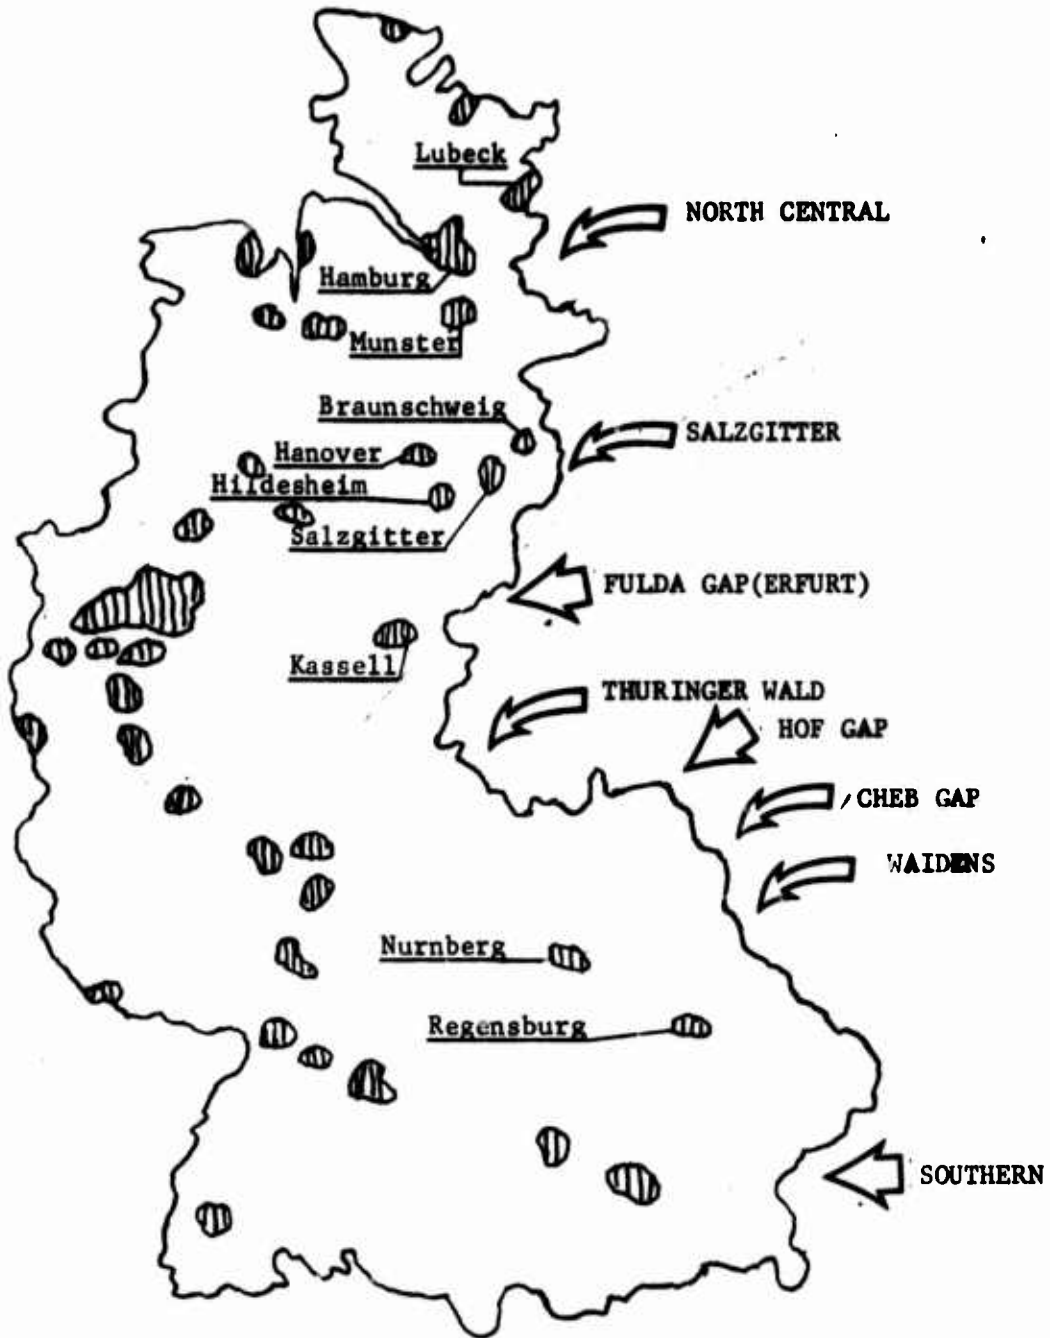 Lubeck
NORTH CENTRAL
Hamburg
Munster
Braunschweig
SALZGITTER
Hanover
Hildesheim
Salzgitter
FULDA GAP(ERFURT)
Kassell
THURINGER WALD
HOF GAP
CHEB GAP
WAIDENS
Nurnberg
Regensburg
SOUTHERN